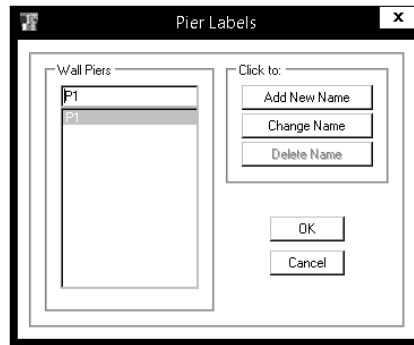 Pier Labels
x
Wall Piers
P1
P1
Click to:
Add New Name
Change Name
Delete Name
OK
Cancel